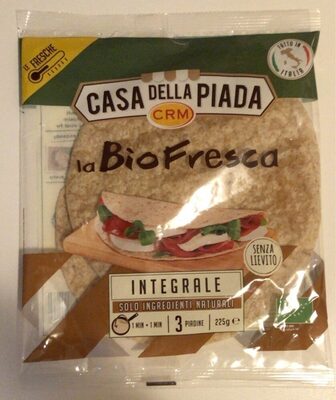 LE FRESCHE
TUTTO IN
ITALIA
CASA DELLA PIADA
CRM
la BioFresca
SENZA
LIEVITO
INTEGRALE
SOLO INGREDIENTI NATURALI
1 MIN + 1 MIN
3 PIADINE
225g e